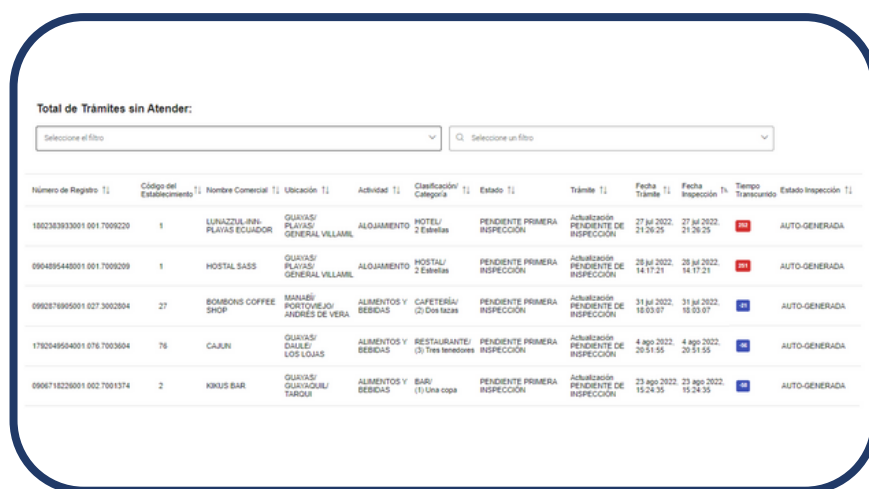 Total de Tràmites sin Atender:
Seleccione el filtro
Seleccione un filtro
Número de Registro
Código del Establecimiento
Nombre Comercial
Ubicación
Actividad
Clasificación/ Categoría
Estado
Trámite
Fecha Trámite
Fecha Inspección
Tiempo Transcurrido
Estado Inspección
1802383933001.001.7009220
1
LUNAZZUL-INN-
PLAYAS ECUADOR
GUAYAS/
PLAYAS/
GENERAL VILLAMIL
ALOJAMIENTO
HOTEL/
2 Estrellas
PENDIENTE PRIMERA
INSPECCIÓN
Actualización
PENDIENTE DE
INSPECCIÓN
27 jul 2022,
21:26:25
27 jul 2022,
21:26:25
252
AUTO-GENERADA
0904895448001.001.7009209
1
HOSTAL SASS
GUAYAS/
PLAYAS/
GENERAL VILLAMIL
ALOJAMIENTO
HOSTAL/
2 Estrellas
PENDIENTE PRIMERA
INSPECCIÓN
Actualización
PENDIENTE DE
INSPECCIÓN
28 jul 2022,
14:17:21
28 jul 2022,
14:17:21
251
AUTO-GENERADA
0992876905001.027.3002804
27
BOMBONS COFFEE
SHOP
MANABÍ/
PORTOVIEJO/
ANDRÉS DE VERA
ALIMENTOS Y
BEBIDAS
CAFETERÍA/
(2) Dos tazas
PENDIENTE PRIMERA
INSPECCIÓN
Actualización
PENDIENTE DE
INSPECCIÓN
31 jul 2022,
18:03:07
31 jul 2022,
18:03:07
AUTO-GENERADA
1792049504001.076.7003604
76
CAJUN
GUAYAS/
DAULE/
LOS LOJAS
ALIMENTOS Y
BEBIDAS
RESTAURANTE/
(3) Tres tenedores
PENDIENTE PRIMERA
INSPECCIÓN
Actualización
PENDIENTE DE
INSPECCIÓN
4 ago 2022,
20:51:55
4 ago 2022,
20:51:55
AUTO-GENERADA
0906718226001.002.7001374
2
KIKUS BAR
GUAYAS/
GUAYAQUIL/
TARQUI
ALIMENTOS Y
BEBIDAS
BAR/
(1) Una copa
PENDIENTE PRIMERA
INSPECCIÓN
Actualización
PENDIENTE DE
INSPECCIÓN
23 ago 2022,
15:24:35
23 ago 2022,
15:24:35
AUTO-GENERADA